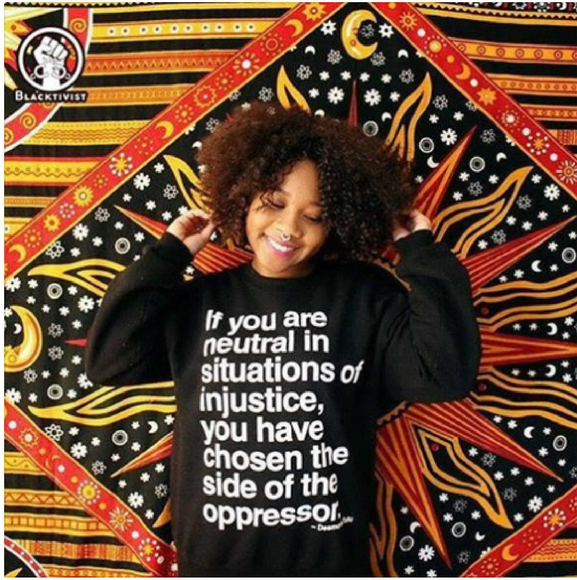 BLACKTIVIST
If you are
neutral in
situations of
injustice,
you have
chosen the
side of the
oppressor.